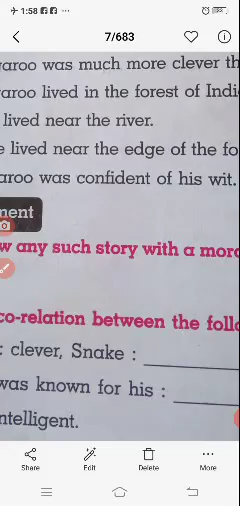 1:58
7/683
aroo was much more clever th
aroo lived in the forest of Indi
lived near the river.
e lived near the edge of the fo
aroo was confident of his wit.
ment
w any such story with a mor
co-relation between the foll
: clever, Snake :
was known for his :
ntelligent.
Share Edit Delete More